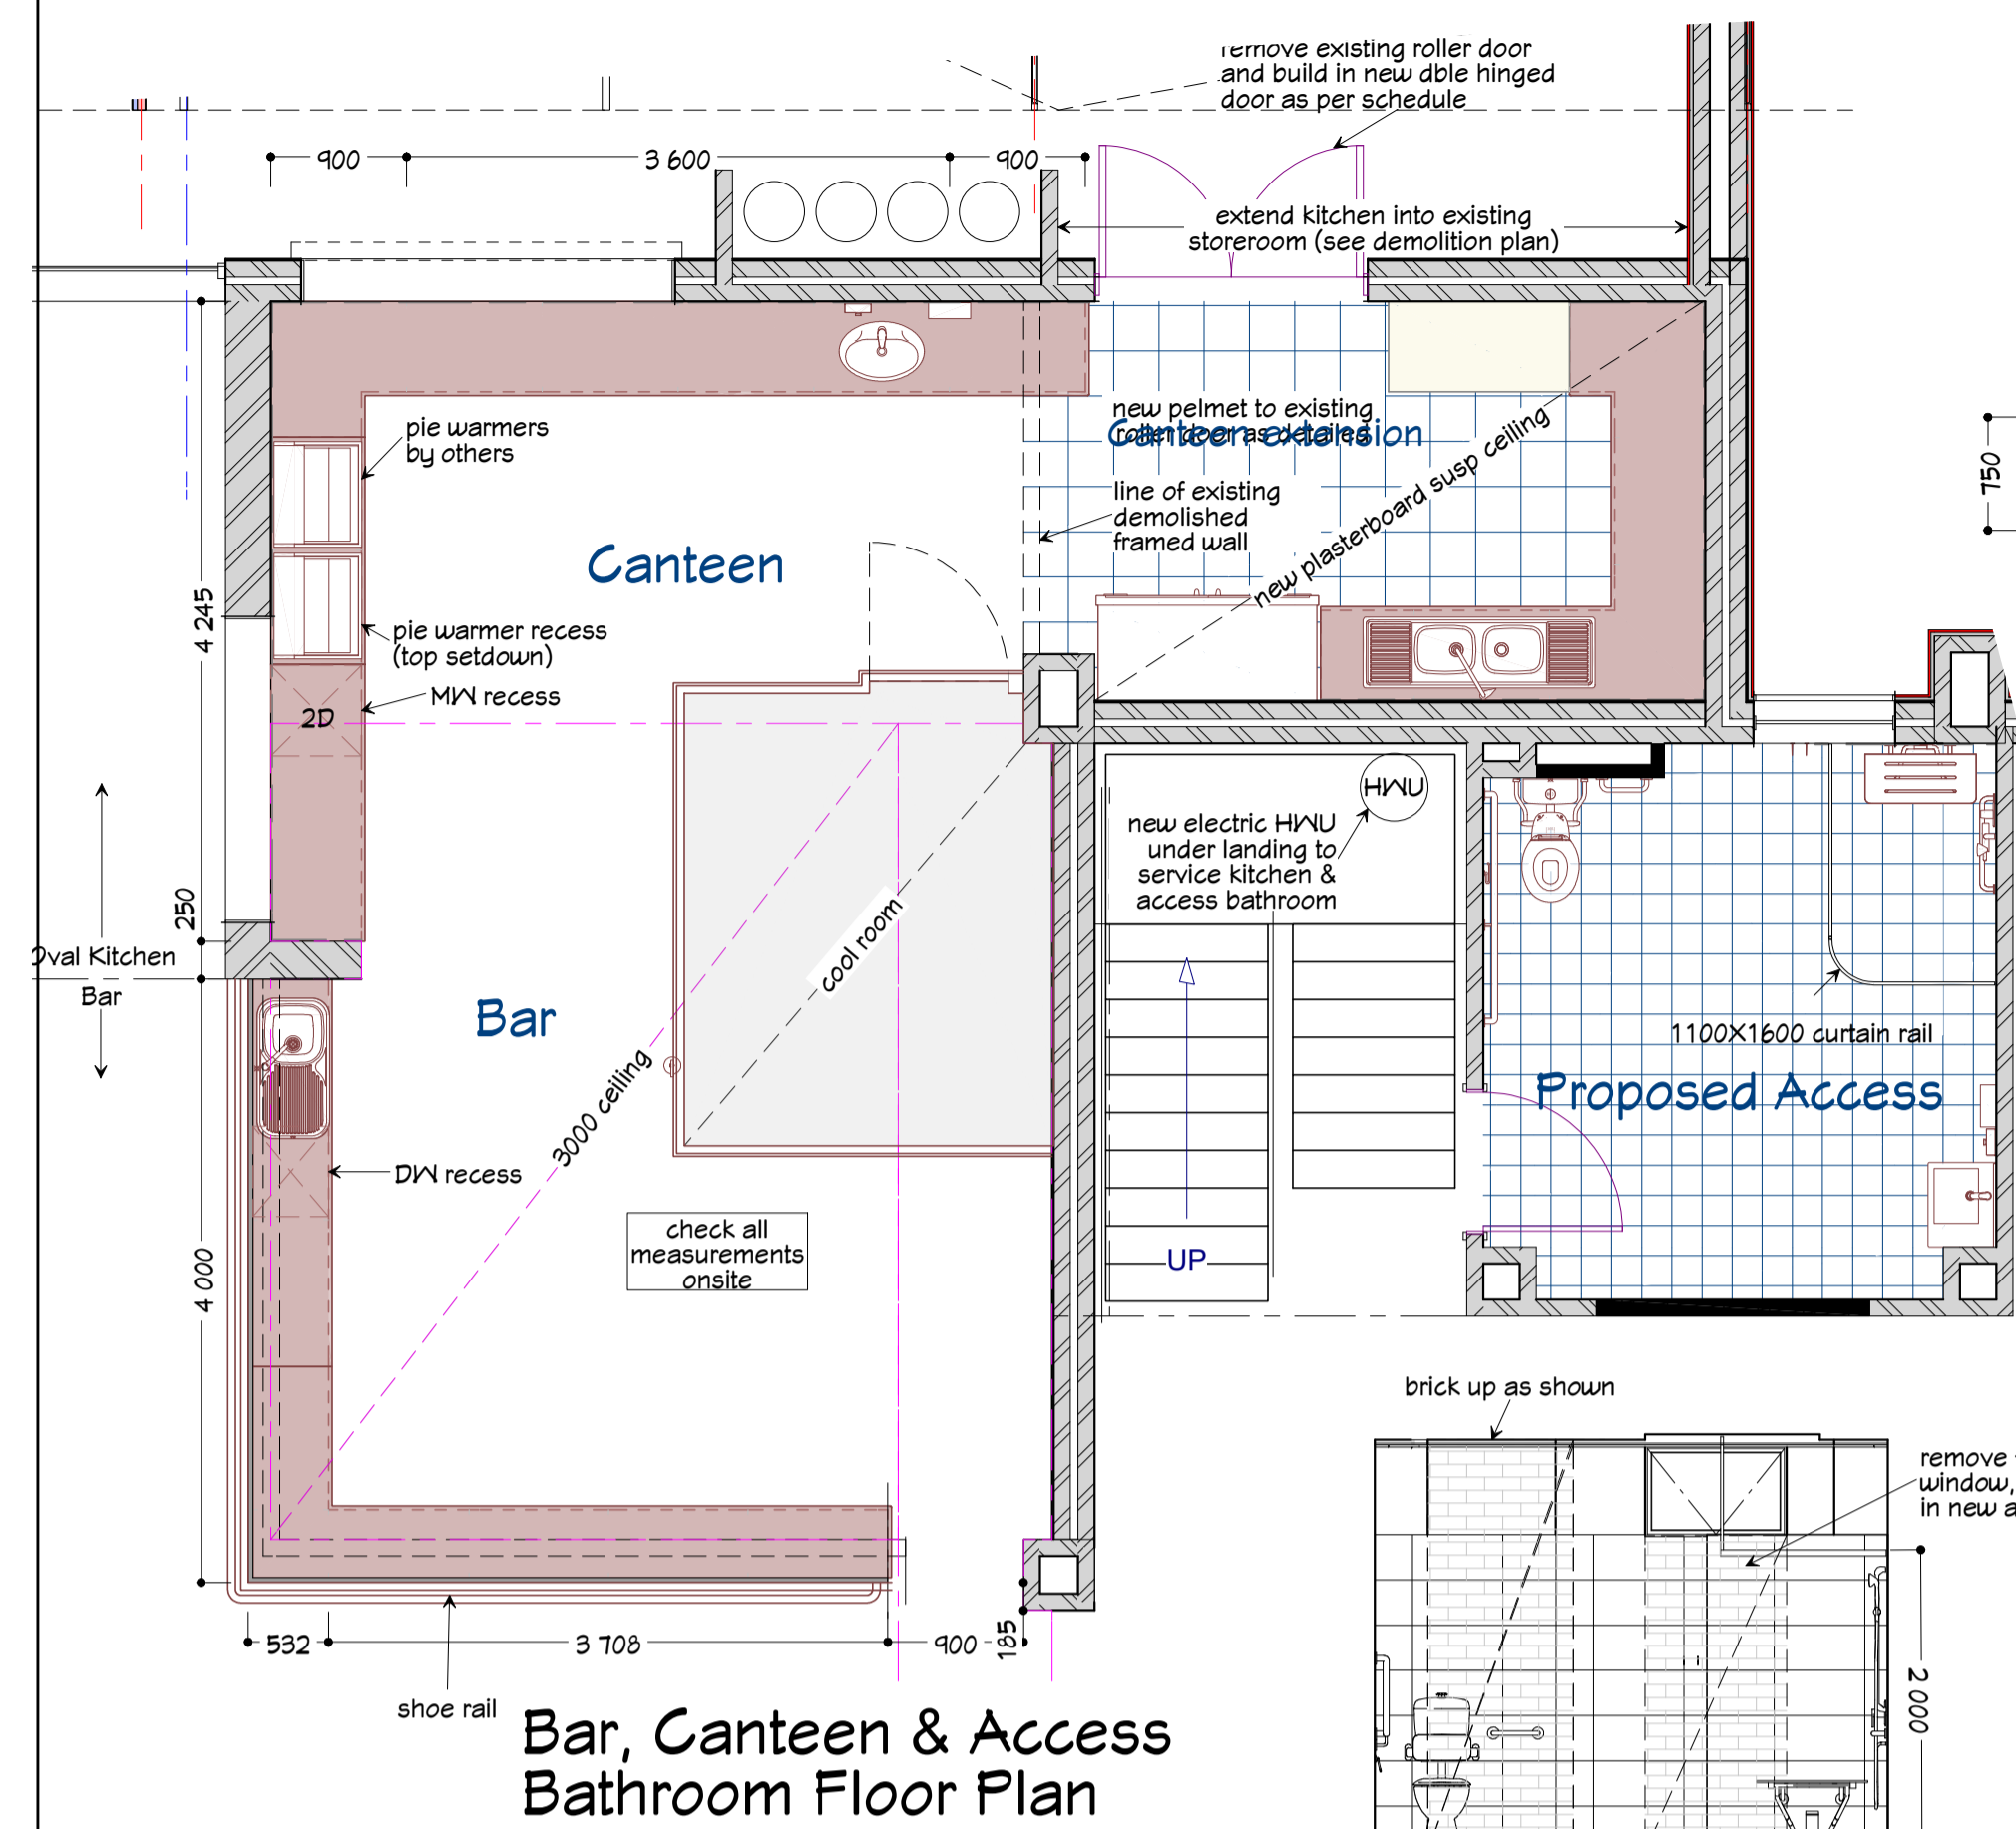 remove existing roller door
and build in new dble hinged
door as per schedule
900
3 600
900
extend kitchen into existing
storeroom (see demolition plan)
pie warmers
by others
new pelmet to existing
roller door as detailed
Canteen extension
750
line of existing
demolished
framed wall
new plasterboard susp ceiling
Canteen
4 245
pie warmer recess
(top setdown)
MW recess
2D
HWU
new electric HWU
under landing to
service kitchen &
access bathroom
250
cool room
Oval Kitchen
Bar
Bar
1100X1600 curtain rail
3000 ceiling
Proposed Access
DW recess
check all
measurements
onsite
4 000
UP
brick up as shown
remove
window,
in new a
532
3 708
900
185
2 000
shoe rail
Bar, Canteen & Access
Bathroom Floor Plan